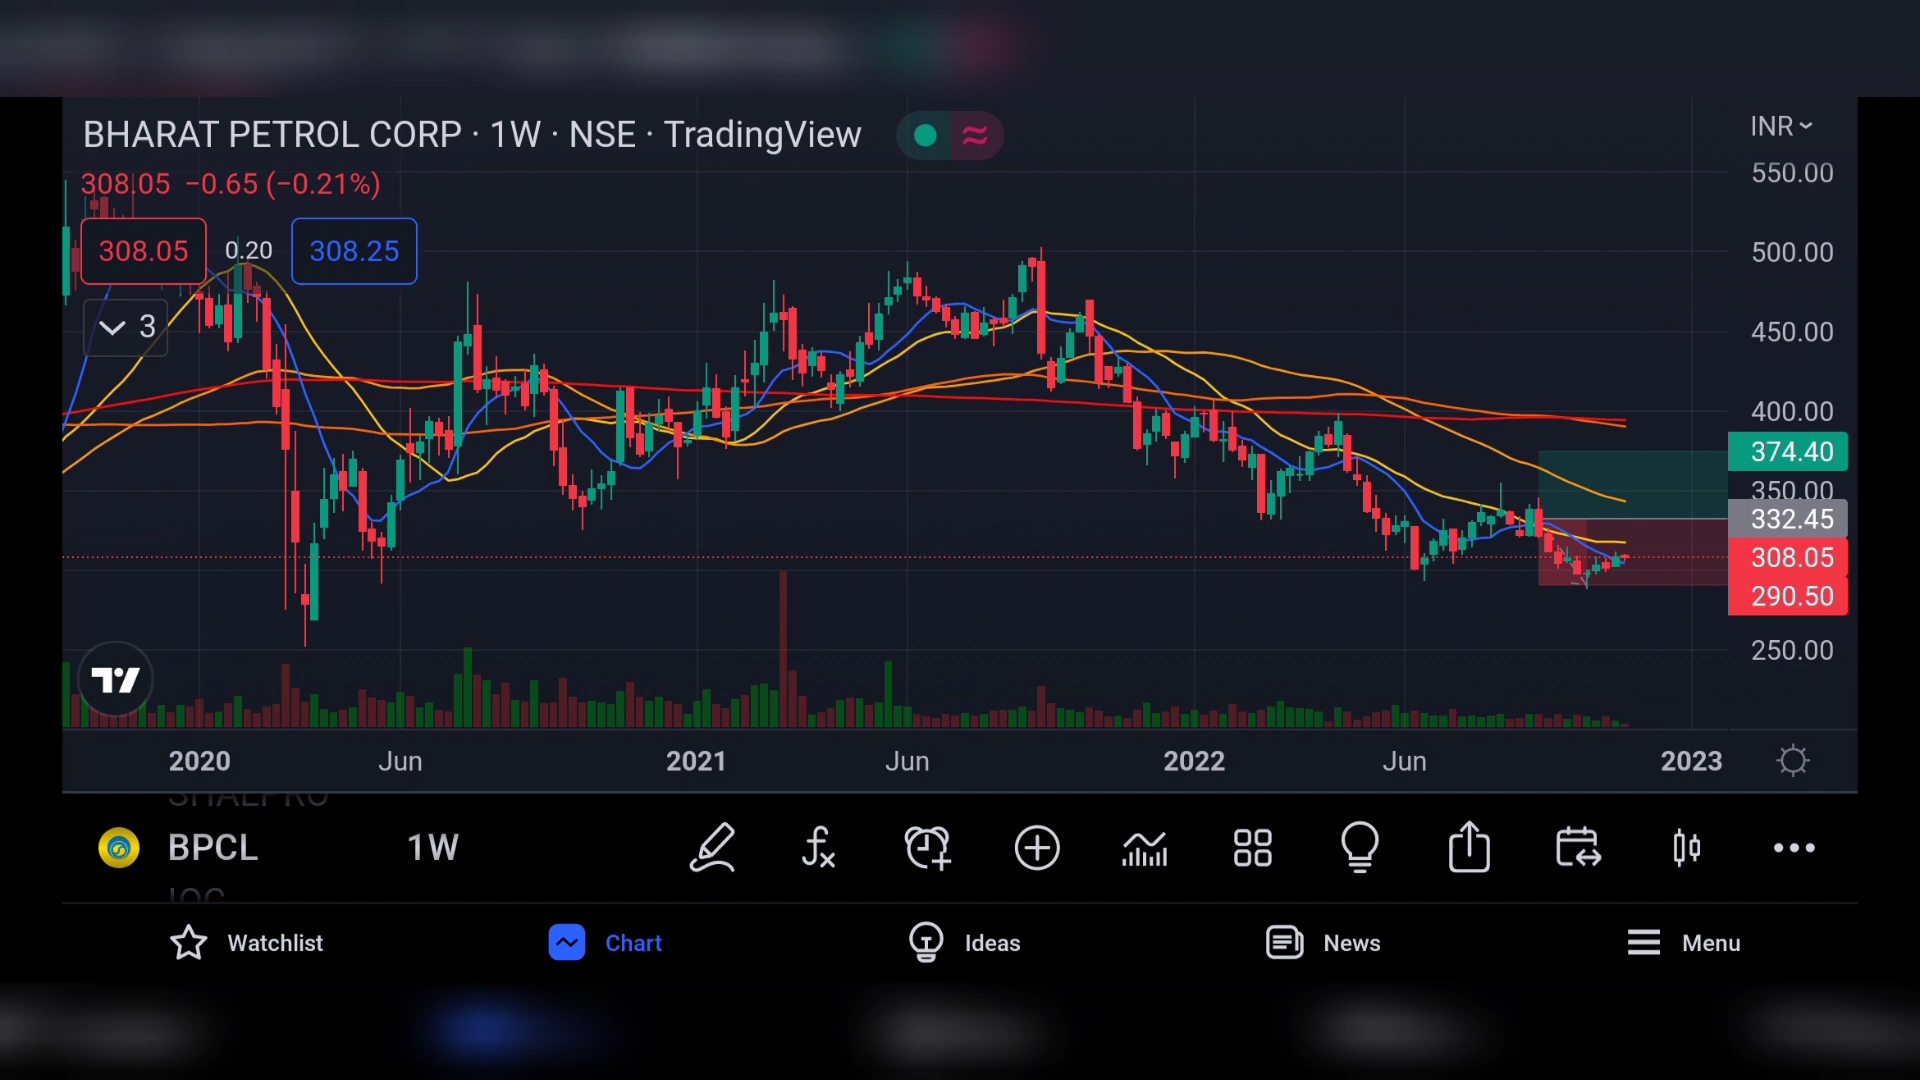 BHARAT PETROL CORP · 1W · NSE · TradingView
INR
308.05 −0.65 (−0.21%)
308.05 0.20 308.25
3
550.00
500.00
450.00
400.00
374.40
350.00
332.45
308.05
290.50
250.00
2020 Jun 2021 Jun 2022 Jun 2023
SHALPRO
BPCL 1W
IOC
Watchlist Chart Ideas News Menu